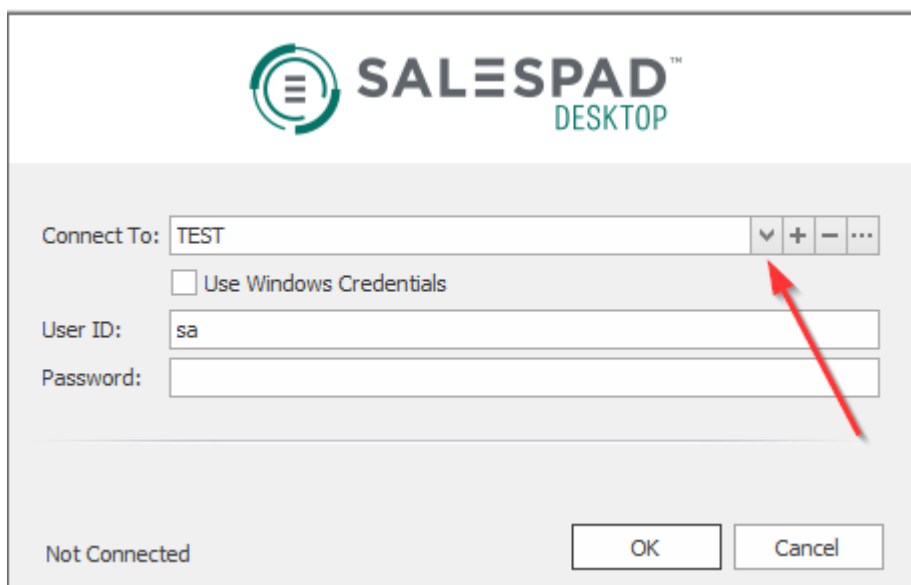 SALESPAD™
DESKTOP
Connect To: TEST
Use Windows Credentials
User ID: sa
Password:
Not Connected OK Cancel